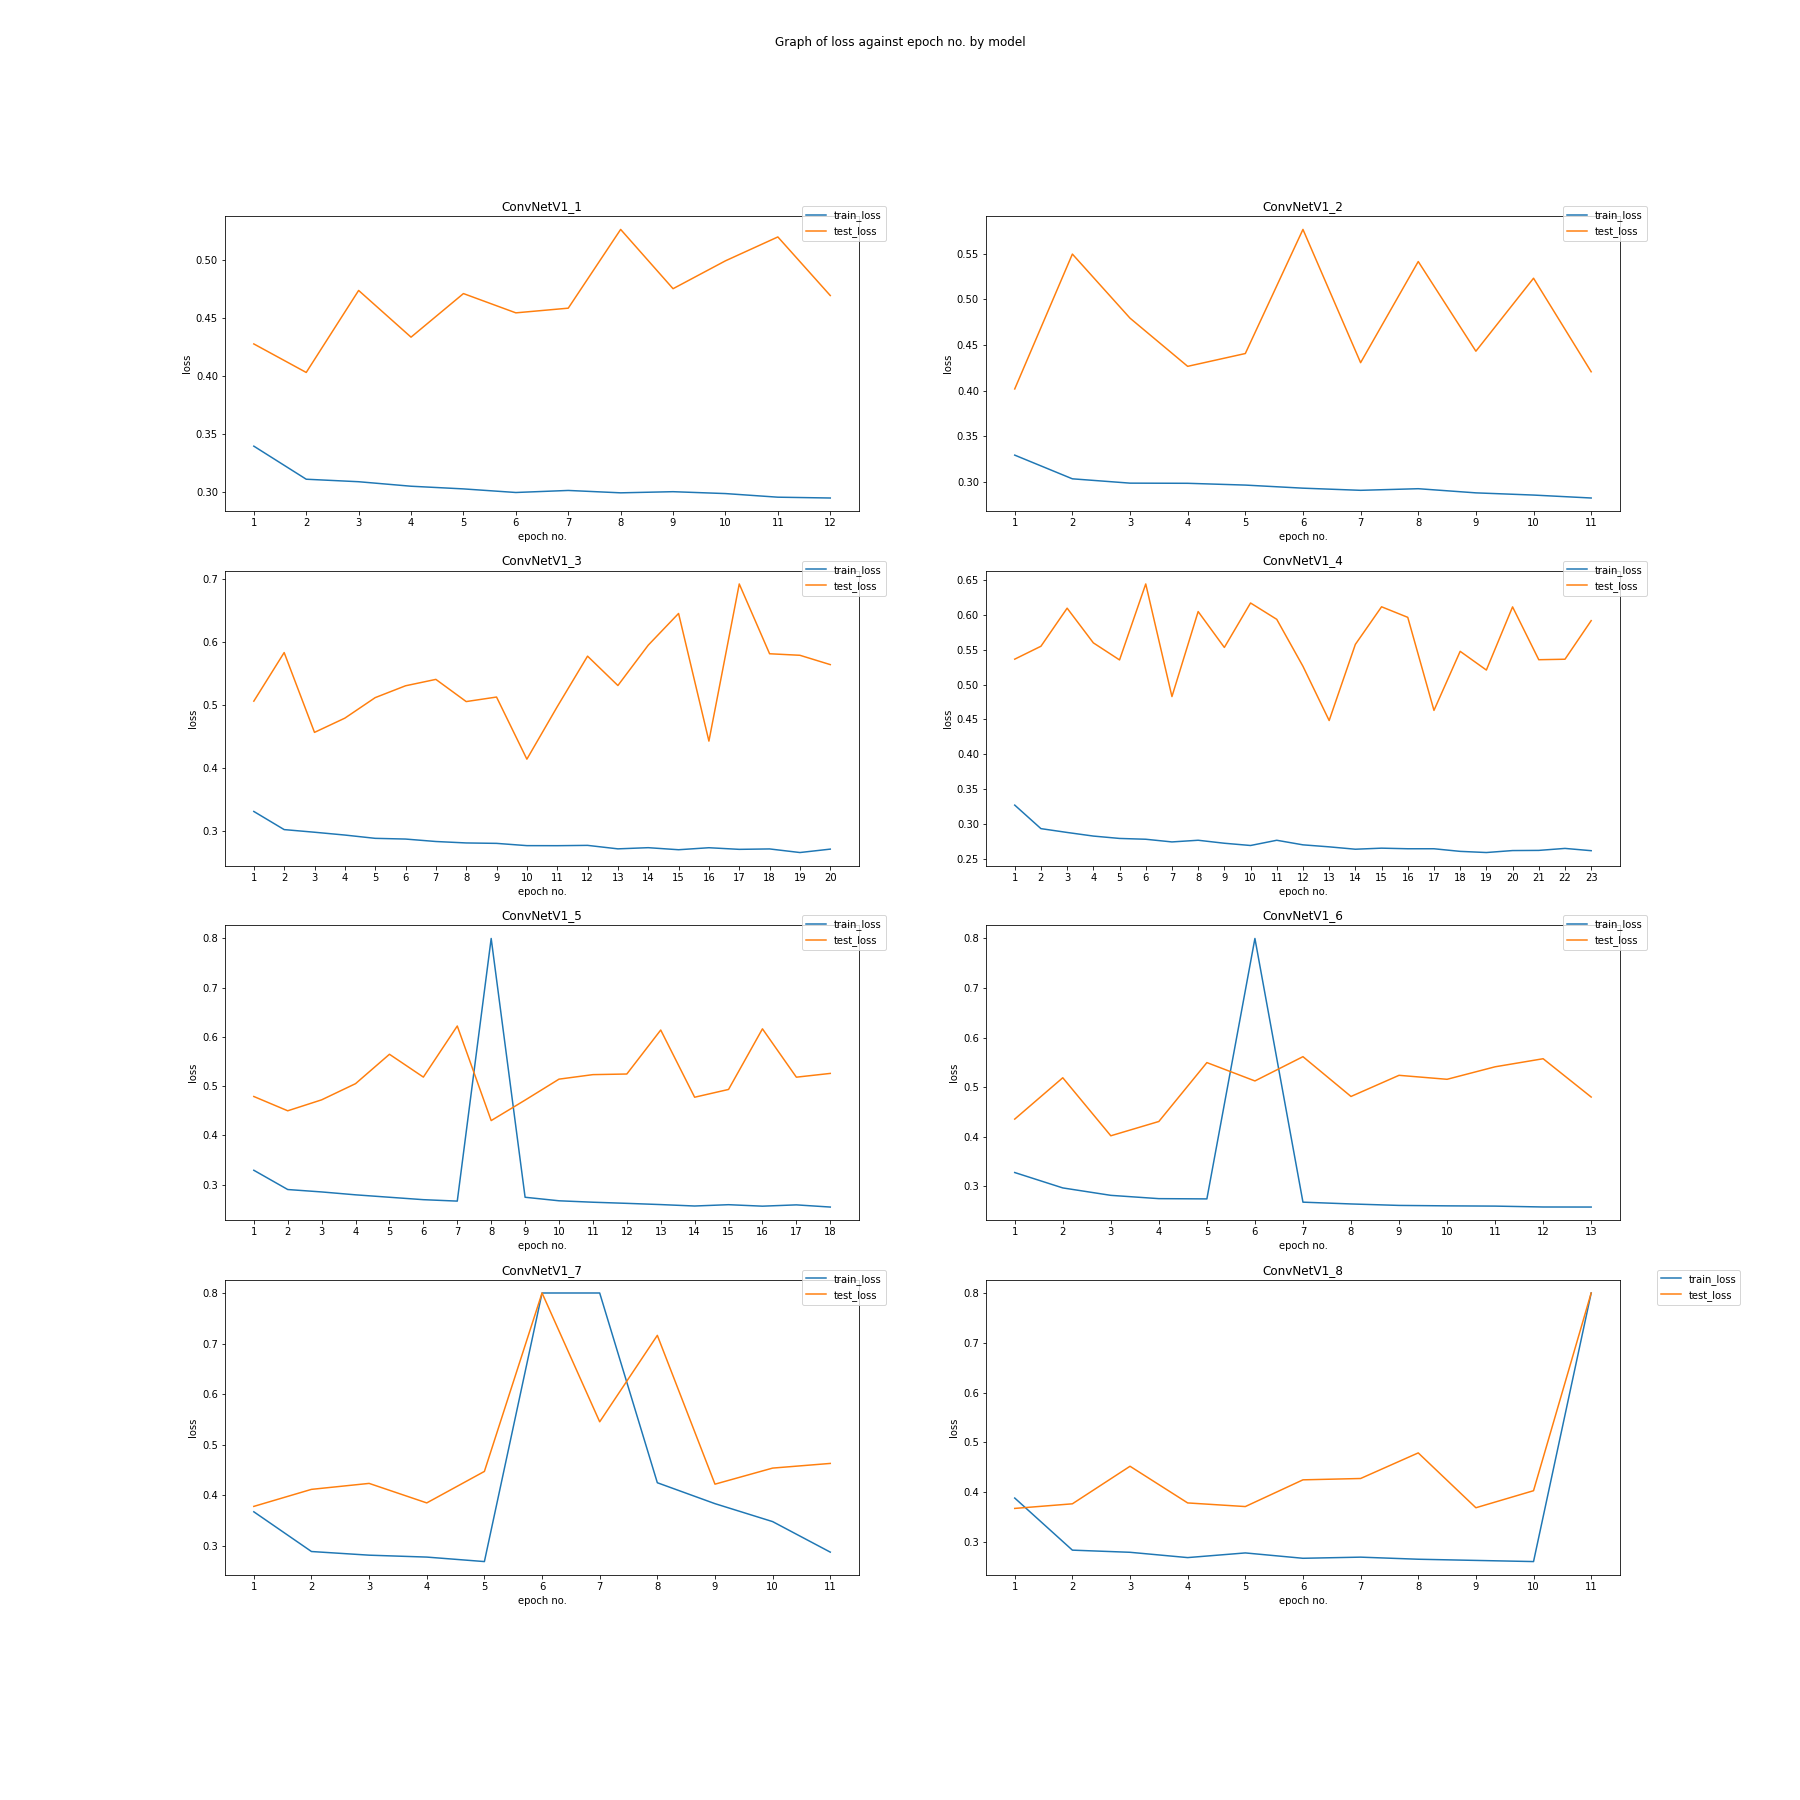 Graph of loss against epoch no. by model
ConvNetV1_1
train_loss
test_loss
0.50
0.45
0.40
0.35
0.30
loss
1 2 3 4 5 6 7 8 9 10 11 12
epoch no.
ConvNetV1_2
train_loss
test_loss
0.55
0.50
0.45
0.40
0.35
0.30
loss
1 2 3 4 5 6 7 8 9 10 11
epoch no.
ConvNetV1_3
train_loss
test_loss
0.7
0.6
0.5
0.4
0.3
loss
1 2 3 4 5 6 7 8 9 10 11 12 13 14 15 16 17 18 19 20
epoch no.
ConvNetV1_4
train_loss
test_loss
0.65
0.60
0.55
0.50
0.45
0.40
0.35
0.30
0.25
loss
1 2 3 4 5 6 7 8 9 10 11 12 13 14 15 16 17 18 19 20 21 22 23
epoch no.
ConvNetV1_5
train_loss
test_loss
0.8
0.7
0.6
0.5
0.4
0.3
loss
1 2 3 4 5 6 7 8 9 10 11 12 13 14 15 16 17 18
epoch no.
ConvNetV1_6
train_loss
test_loss
0.8
0.7
0.6
0.5
0.4
0.3
loss
1 2 3 4 5 6 7 8 9 10 11 12 13
epoch no.
ConvNetV1_7
train_loss
test_loss
0.8
0.7
0.6
0.5
0.4
0.3
loss
1 2 3 4 5 6 7 8 9 10 11
epoch no.
ConvNetV1_8
train_loss
test_loss
0.8
0.7
0.6
0.5
0.4
0.3
loss
1 2 3 4 5 6 7 8 9 10 11
epoch no.